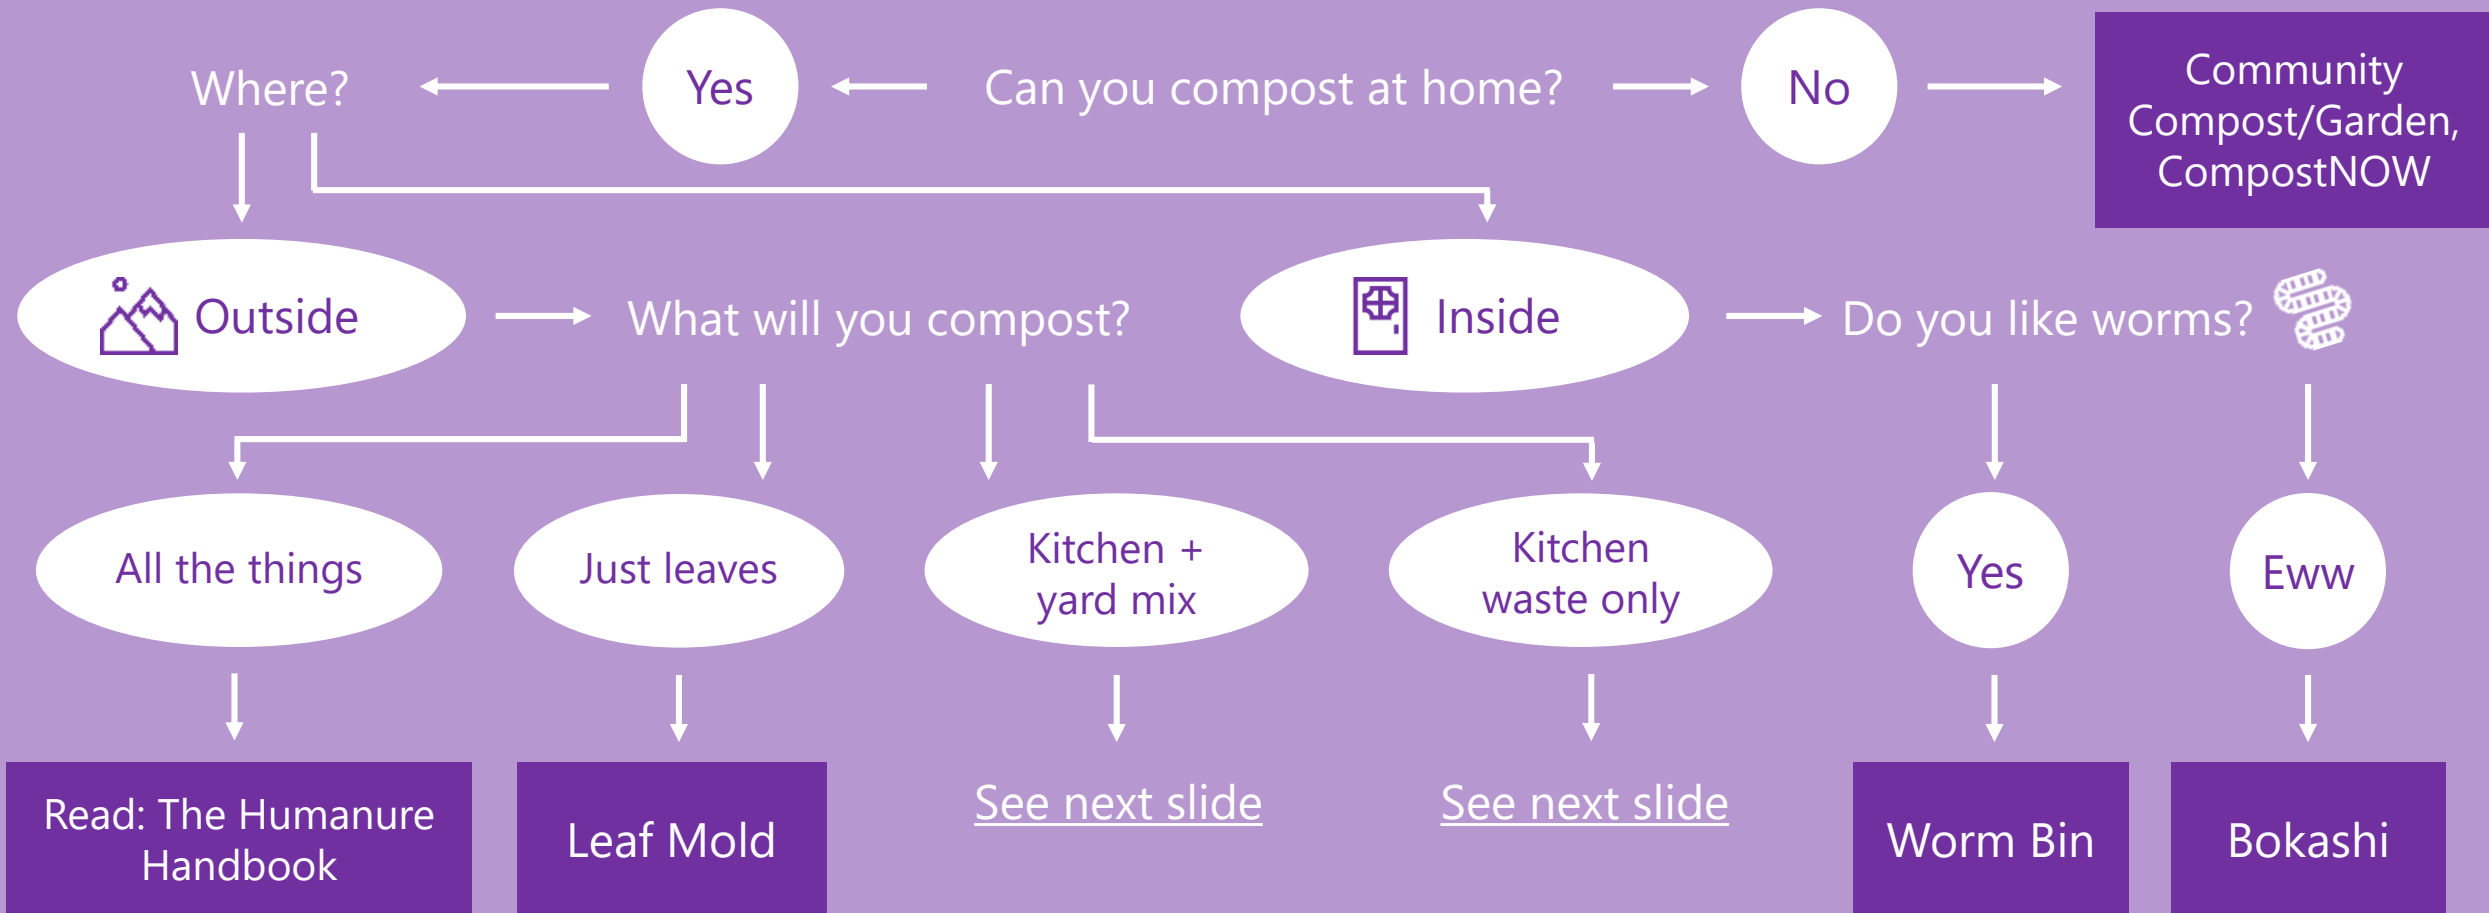 Where?
Yes
Can you compost at home?
No
Community
Compost/Garden,
CompostNOW
Outside
What will you compost?
Inside
Do you like worms?
All the things
Just leaves
Kitchen +
yard mix
Kitchen
waste only
Yes
Eww
Read: The Humanure
Handbook
Leaf Mold
See next slide
See next slide
Worm Bin
Bokashi